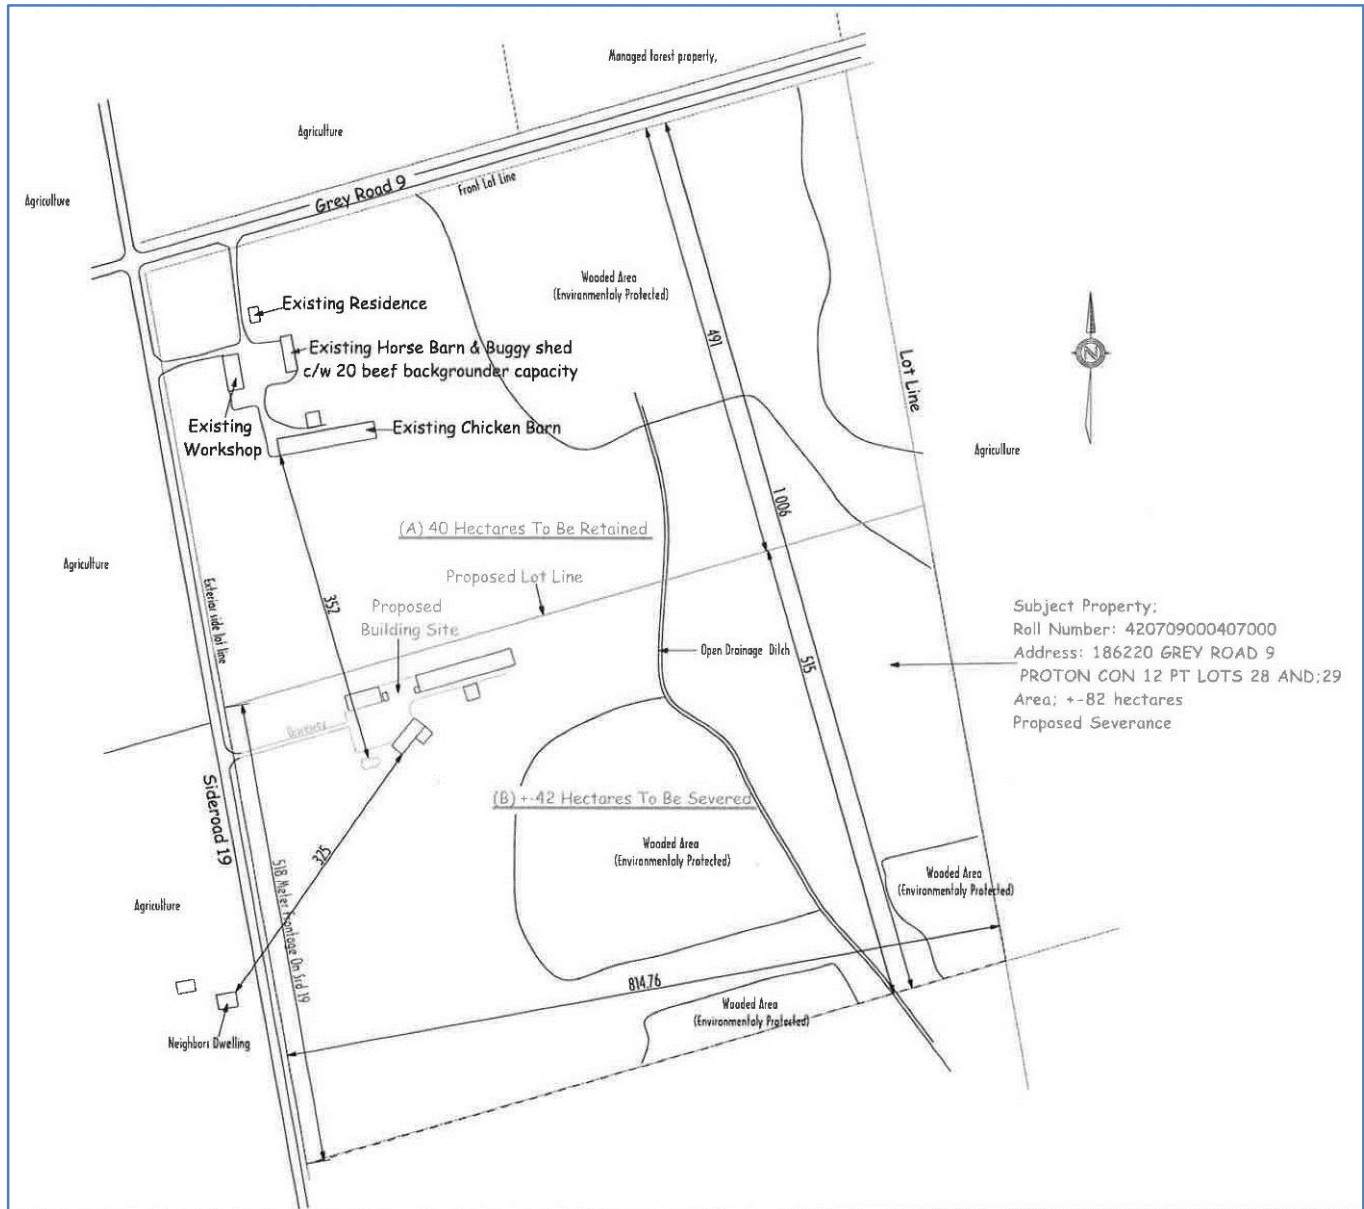 Managed forest property,
Agriculture
Agriculture
Grey Road 9
Front Lot Line
Wooded Area
(Environmentaly Protected)
Existing Residence
491
Existing Horse Barn & Buggy shed
c/w 20 beef backgrounder capacity
N
Lot Line
Existing
Workshop
Existing Chicken Barn
Agriculture
1 006
(A) 40 Hectares To Be Retained
Agriculture
Exterior side lot line
352
Proposed Lot Line
Proposed
Building Site
Subject Property;
Roll Number: 420709000407000
Address: 186220 GREY ROAD 9
PROTON CON 12 PT LOTS 28 AND;29
Area; +-82 hectares
Proposed Severance
Open Drainage Ditch
515
Driveway
Sideroad 19
(B) +-42 Hectares To Be Severed
325
Wooded Area
(Environmentaly Protected)
Wooded Area
(Environmentaly Protected)
518 Meter Frontage On Srd 19
Agriculture
814.76
Wooded Area
(Environmentaly Protected)
Neighbors Dwelling